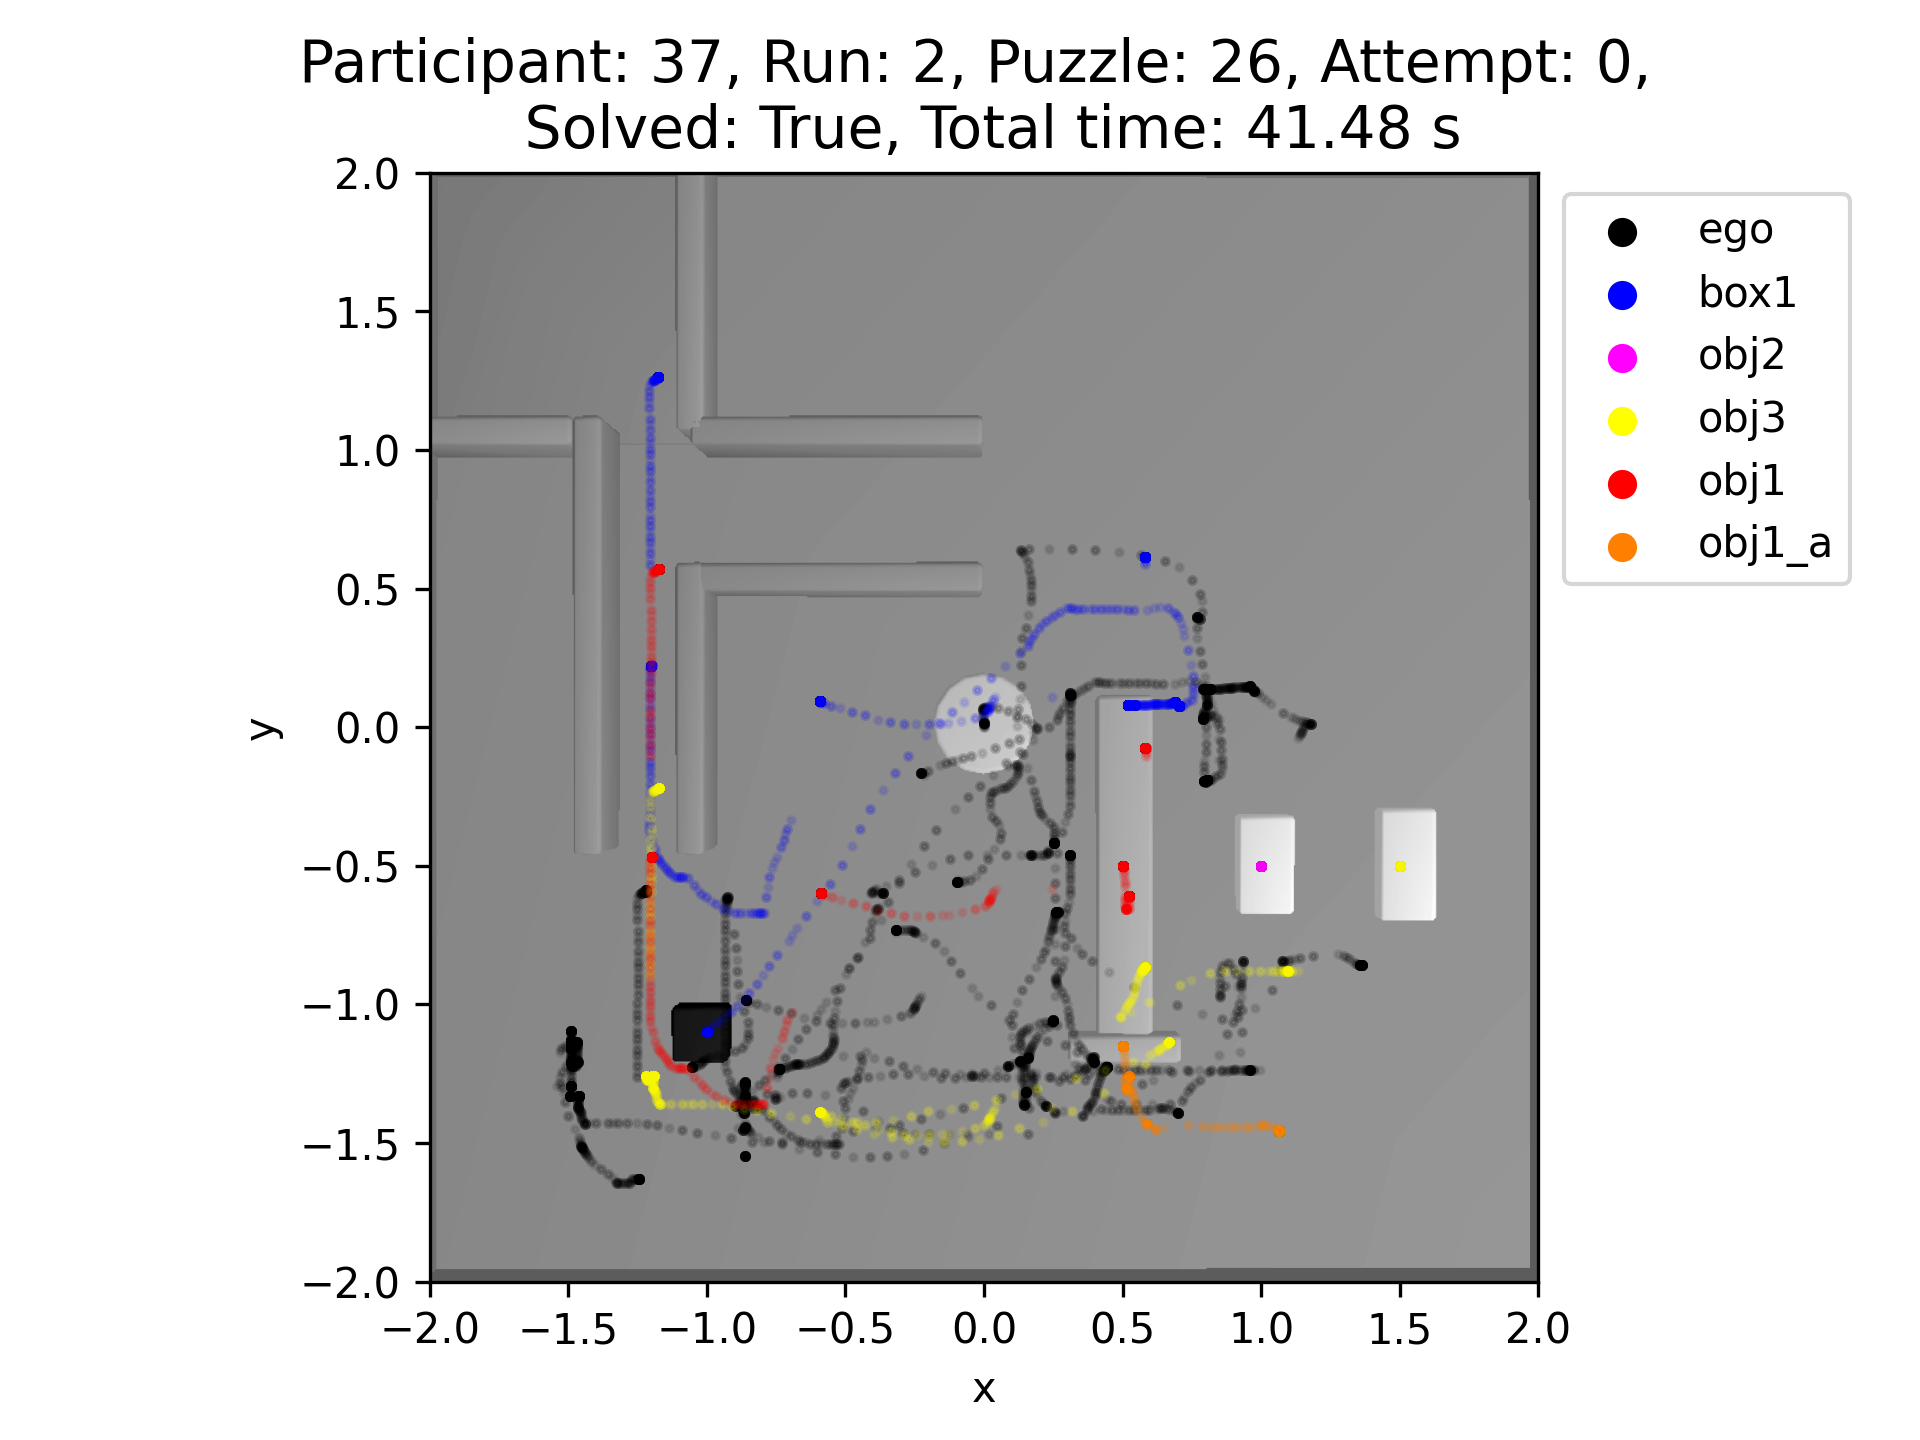 Participant: 37, Run: 2, Puzzle: 26, Attempt: 0,
Solved: True, Total time: 41.48 s
2.0
1.5
1.0
0.5
0.0
−0.5
−1.0
−1.5
−2.0
y
−2.0 −1.5 −1.0 −0.5 0.0 0.5 1.0 1.5 2.0
x
ego
box1
obj2
obj3
obj1
obj1_a